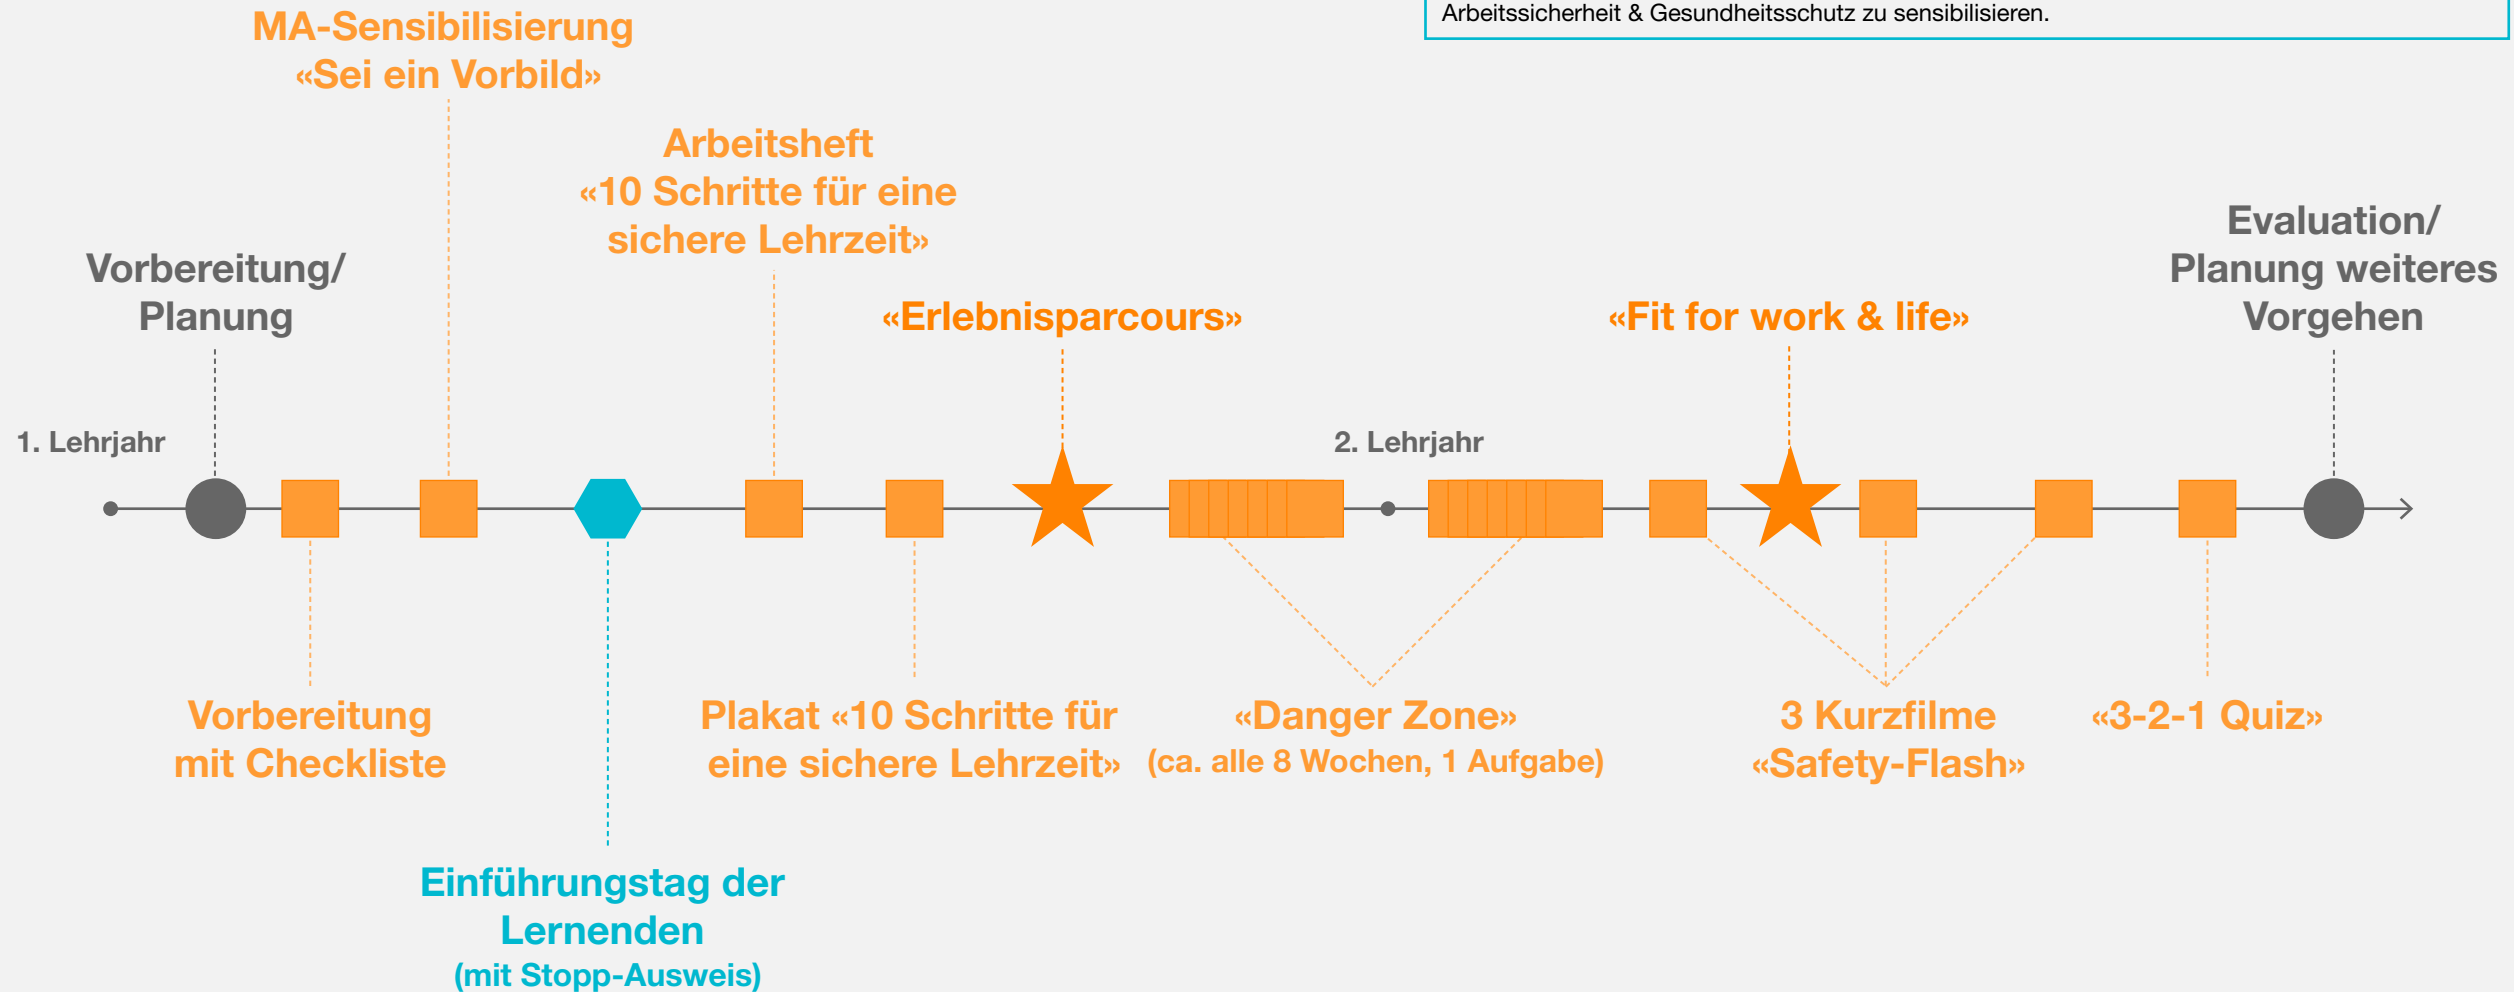 Arbeitssicherheit & Gesundheitsschutz zu sensibilisieren.
MA-Sensibilisierung
«Sei ein Vorbild»
Arbeitsheft
«10 Schritte für eine
sichere Lehrzeit»
Vorbereitung/
Planung
«Erlebnisparcours»
«Fit for work & life»
Evaluation/
Planung weiteres
Vorgehen
1. Lehrjahr
2. Lehrjahr
Vorbereitung
mit Checkliste
Plakat «10 Schritte für
eine sichere Lehrzeit»
«Danger Zone»
(ca. alle 8 Wochen, 1 Aufgabe)
3 Kurzfilme
«Safety-Flash»
«3-2-1 Quiz»
Einführungstag der
Lernenden
(mit Stopp-Ausweis)